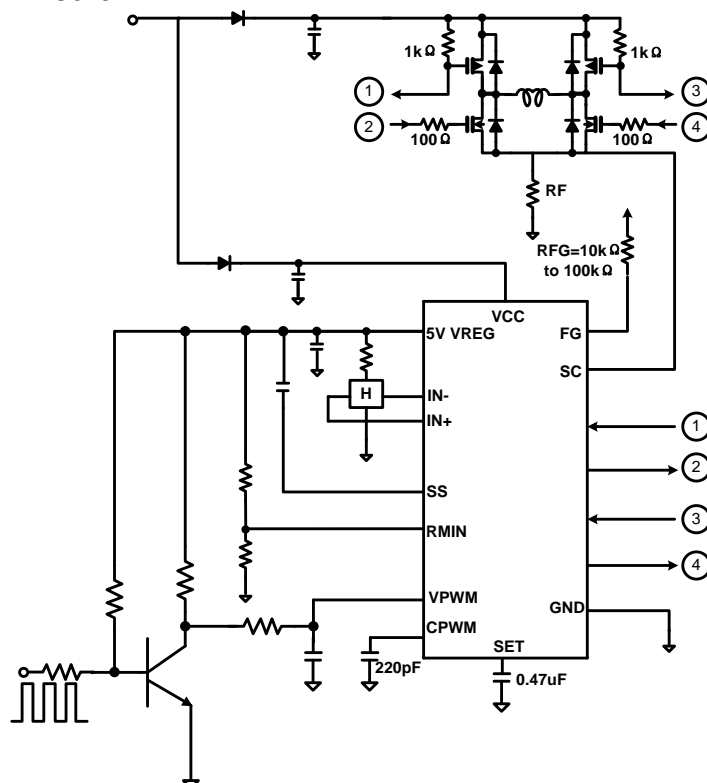 1kΩ
1kΩ
1
3
2
4
100Ω
100Ω
RF
RFG=10kΩ
to 100kΩ
VCC
5V VREG
FG
SC
H
IN-
IN+
1
2
SS
3
RMIN
4
VPWM
GND
CPWM
SET
220pF
0.47uF